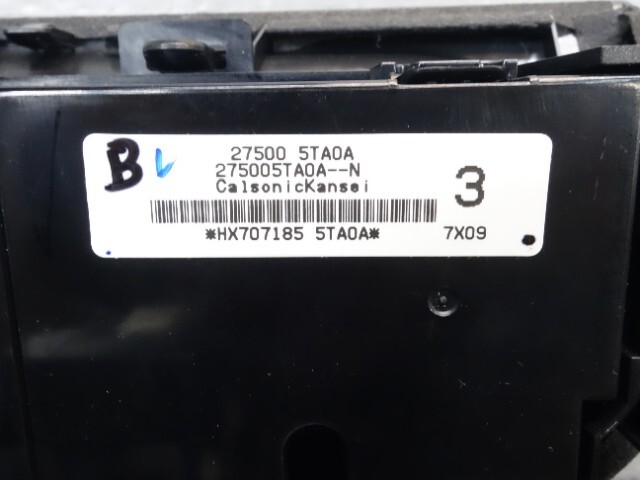 B
27500 5TA0A
275005TA0A--N
CalsonicKansei
3
*HX707185 5TA0A*
7X09